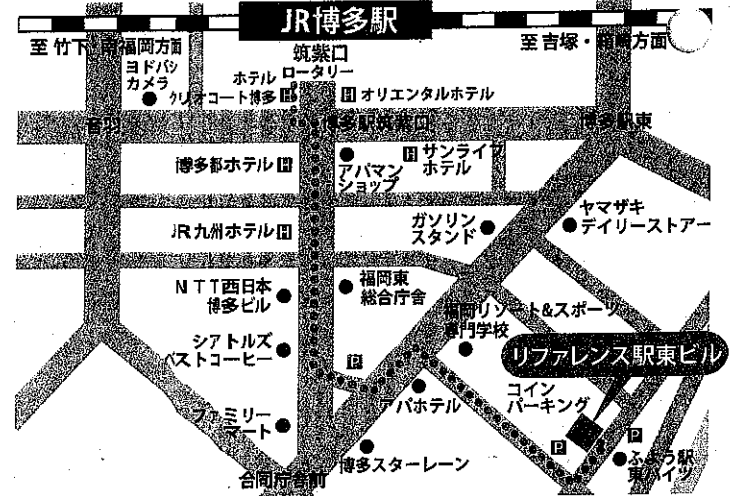 JR博多駅
至 竹下・南福岡方面
筑紫口
ロータリー
至 吉塚・箱崎方面
ヨドバシ
カメラ
ホテル
クリオコート博多 H
H オリエンタルホテル
音羽
博多駅筑紫口
博多駅東
博多都ホテル H
アパマン
ショップ
H サンライフ
ホテル
JR九州ホテル H
ガソリン
スタンド
ヤマザキ
デイリーストアー
NTT西日本
博多ビル
福岡東
総合庁舎
福岡リゾート&スポーツ
専門学校
シアトルズ
ベストコーヒー
P
リファレンス駅東ビル
アパホテル
コイン
パーキング
ファミリー
マート
P
P
博多スターレーン
ふよう駅
東ハイツ
合同庁舎前